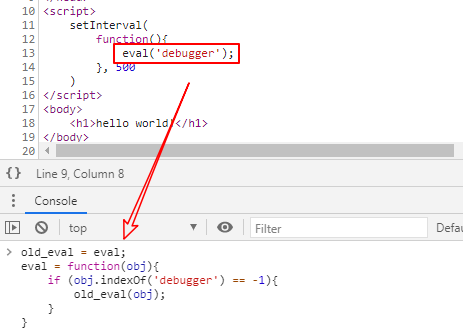 10 <script>
11 setInterval(
12 function(){
13 eval('debugger');
14 }, 500
15 )
16 </script>
17 <body>
18 <h1>hello world!</h1>
19 </body>
20
{} Line 9, Column 8
Console
top Filter Defau
> old_eval = eval;
eval = function(obj){
if (obj.indexOf('debugger') == -1){
old_eval(obj);
}
}